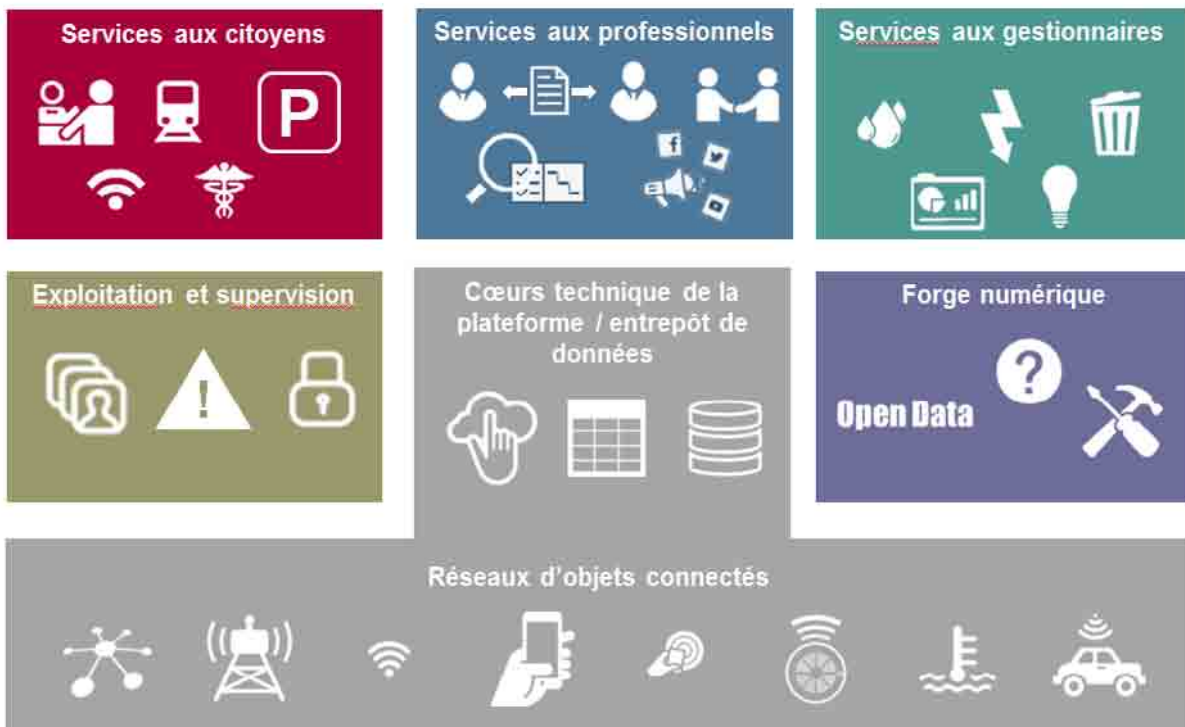 Services aux citoyens
P
Services aux professionnels
f
Services aux gestionnaires
Exploitation et supervision
!
Cœurs technique de la
plateforme / entrepôt de
données
Forge numérique
?
Open Data
Réseaux d'objets connectés